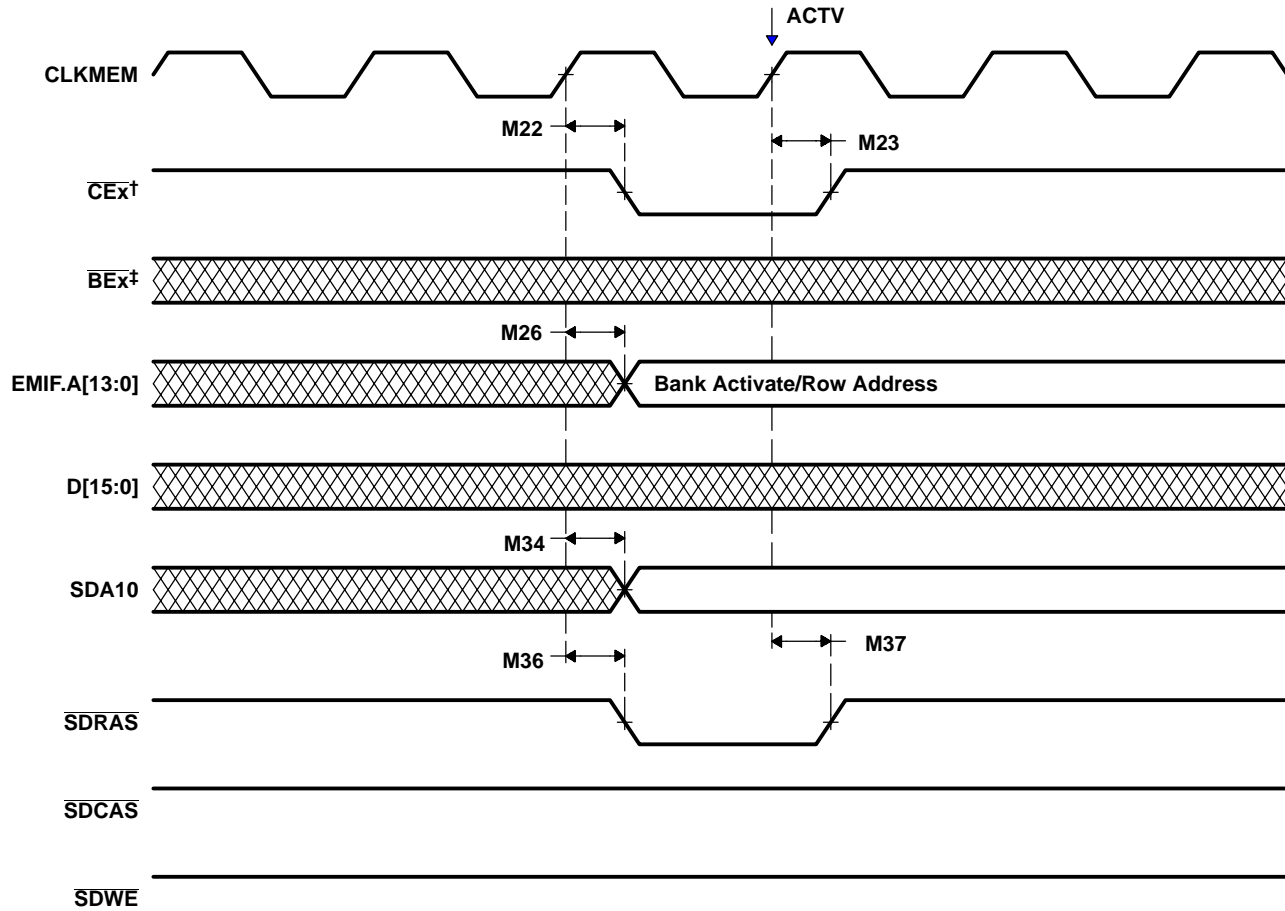 ACTV
CLKMEM
M22
M23
CEx†
BEx‡
M26
EMIF.A[13:0]
Bank Activate/Row Address
D[15:0]
M34
SDA10
M37
M36
SDRAS
SDCAS
SDWE